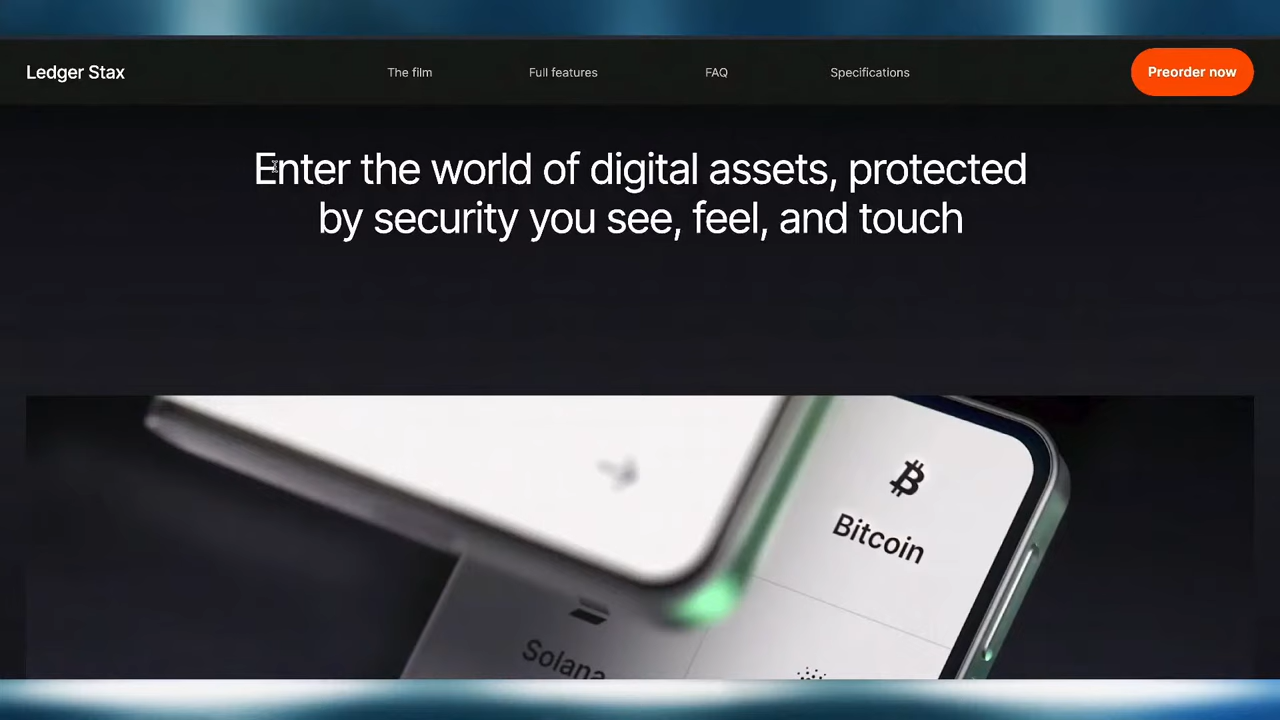 Ledger Stax
The film
Full features
FAQ
Specifications
Preorder now
Enter the world of digital assets, protected
by security you see, feel, and touch
Bitcoin
Solana